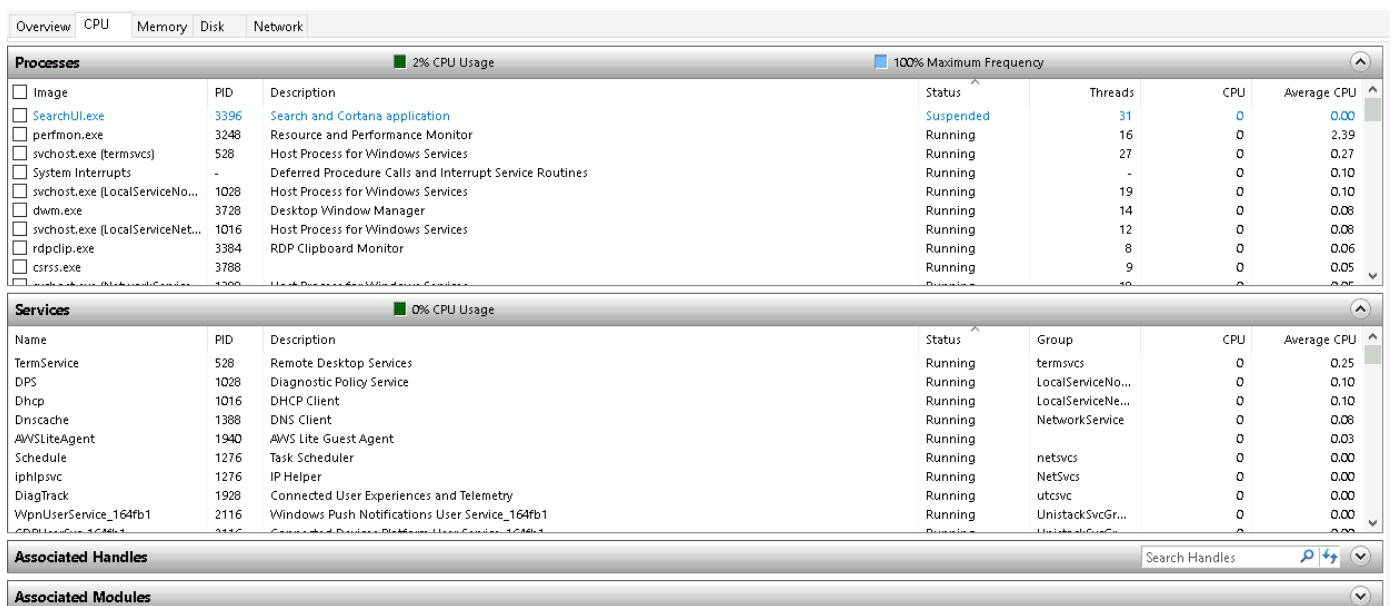 Overview CPU Memory Disk Network
Processes 2% CPU Usage 100% Maximum Frequency
Image PID Description Status Threads CPU Average CPU
SearchUI.exe 3396 Search and Cortana application Suspended 31 0 0.00
perfmon.exe 3248 Resource and Performance Monitor Running 16 0 2.39
svchost.exe (termsvcs) 528 Host Process for Windows Services Running 27 0 0.27
System Interrupts - Deferred Procedure Calls and Interrupt Service Routines Running - 0 0.10
svchost.exe (LocalServiceNo... 1028 Host Process for Windows Services Running 19 0 0.10
dwm.exe 3728 Desktop Window Manager Running 14 0 0.08
svchost.exe (LocalServiceNet... 1016 Host Process for Windows Services Running 12 0 0.08
rdpclip.exe 3384 RDP Clipboard Monitor Running 8 0 0.06
csrss.exe 3788 Running 9 0 0.05
Services 0% CPU Usage
Name PID Description Status Group CPU Average CPU
TermService 528 Remote Desktop Services Running termsvcs 0 0.25
DPS 1028 Diagnostic Policy Service Running LocalServiceNo... 0 0.10
Dhcp 1016 DHCP Client Running LocalServiceNe... 0 0.10
Dnscache 1388 DNS Client Running NetworkService 0 0.08
AWSLiteAgent 1940 AWS Lite Guest Agent Running 0 0.03
Schedule 1276 Task Scheduler Running netsvcs 0 0.00
iphlpsvc 1276 IP Helper Running NetSvcs 0 0.00
DiagTrack 1928 Connected User Experiences and Telemetry Running utcsvc 0 0.00
WpnUserService_164fb1 2116 Windows Push Notifications User Service_164fb1 Running UnistackSvcGr... 0 0.00
Associated Handles Search Handles
Associated Modules